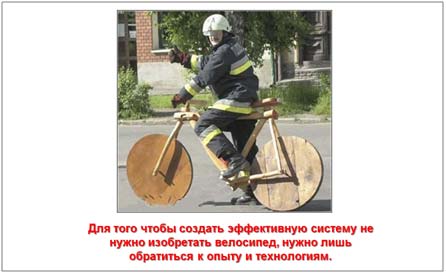 Для того чтобы создать эффективную систему не
нужно изобретать велосипед, нужно лишь
обратиться к опыту и технологиям.